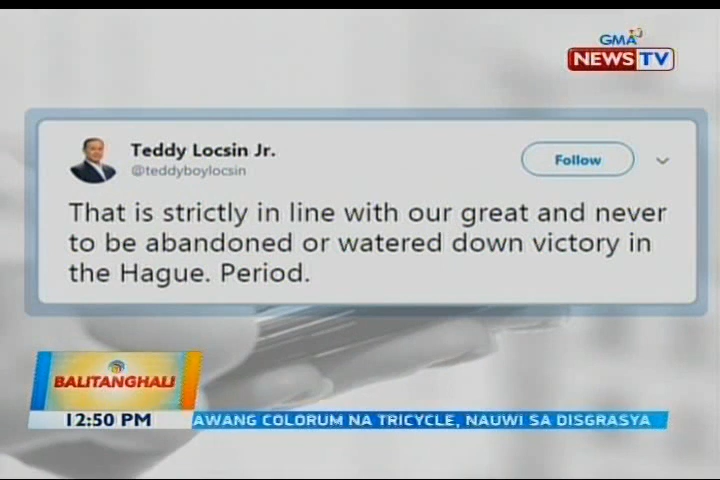 GMA
NEWS TV
Teddy Locsin Jr.
@teddyboylocsin
Follow
That is strictly in line with our great and never
to be abandoned or watered down victory in
the Hague. Period.
BALITANGHALI
12:50 PM
AWANG COLORUM NA TRICYCLE, NAUWI SA DISGRASYA